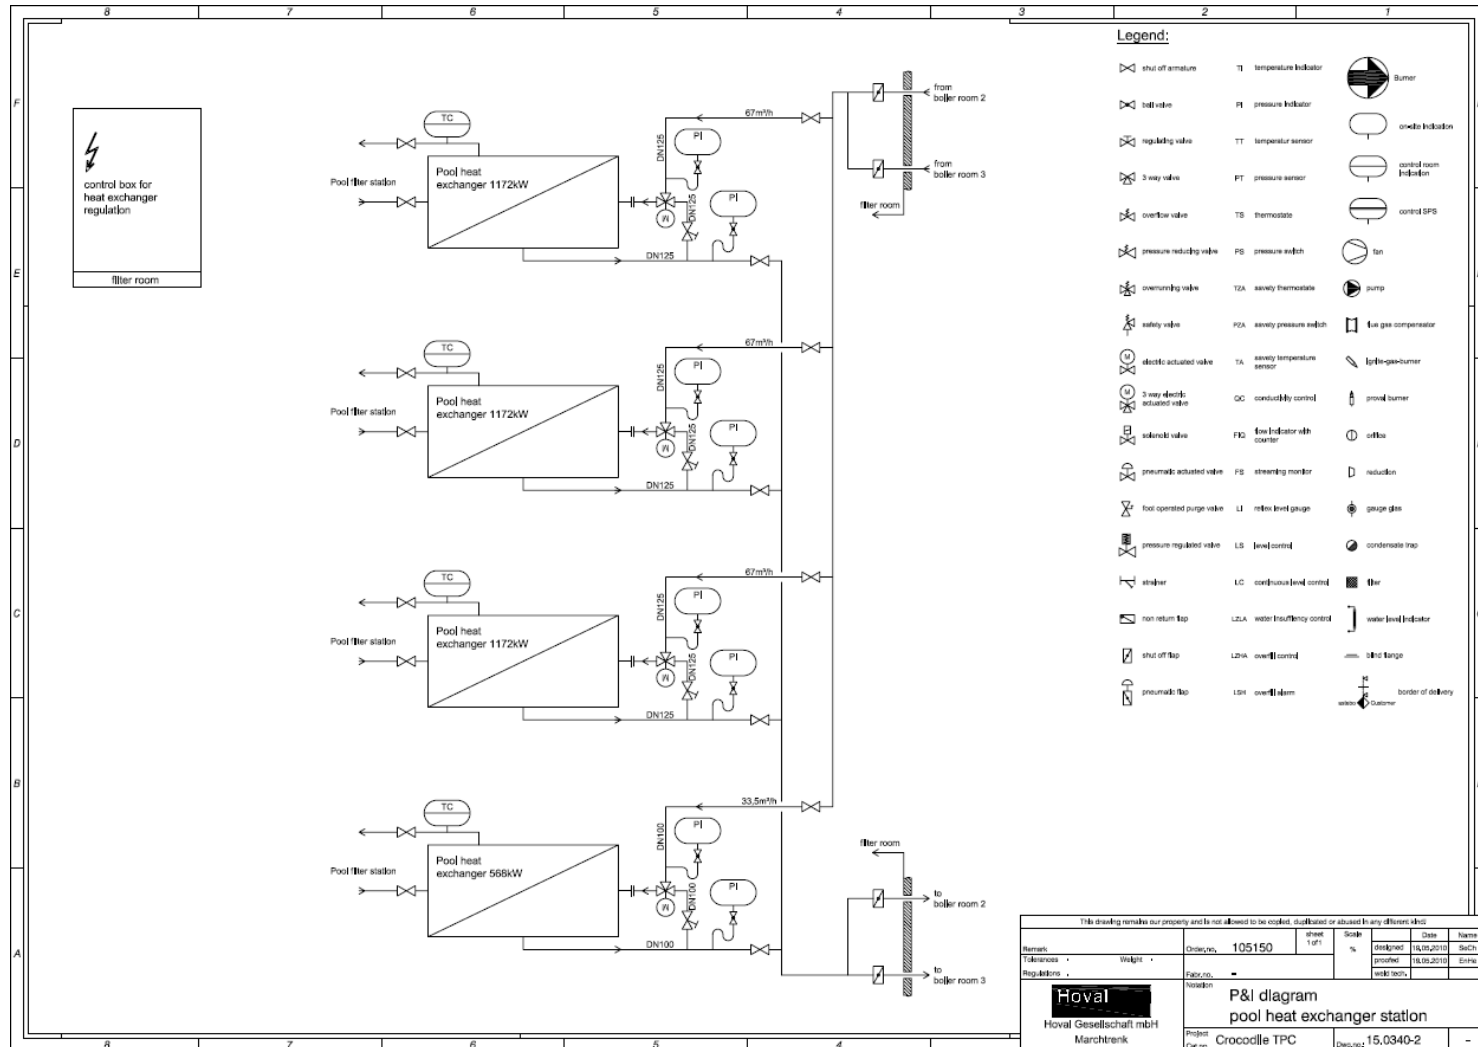 8 7 6 5 4 3 2 1
F
E
D
C
B
A
control box for
heat exchanger
regulation
filter room
TC
Pool heat
exchanger 1172kW
Pool filter station
67m³/h
DN125
PI
DN125
PI
M
DN125
from
boiler room 2
from
boiler room 3
filter room
TC
Pool heat
exchanger 1172kW
Pool filter station
67m³/h
DN125
PI
DN125
PI
M
DN125
TC
Pool heat
exchanger 1172kW
Pool filter station
67m³/h
DN125
PI
DN125
PI
M
DN125
TC
Pool heat
exchanger 568kW
Pool filter station
33,5m³/h
DN100
PI
DN100
PI
M
DN100
filter room
to
boiler room 2
to
boiler room 3
Legend:
shut off armature
ball valve
regulating valve
3 way valve
overflow valve
pressure reducing valve
overrunning valve
safety valve
M electric actuated valve
M 3 way electric
actuated valve
solenoid valve
pneumatic actuated valve
foot operated purge valve
pressure regulated valve
strainer
non return flap
shut off flap
pneumatic flap
TI temperature indicator
PI pressure indicator
TT temperatur sensor
PT pressure sensor
TS thermostate
PS pressure switch
TZA savety thermostate
PZA savety pressure switch
TA savety temperature
sensor
QC conductivity control
FIQ flow indicator with
counter
FS streaming monitor
LI reflex level gauge
LS level control
LC continuous level control
LZLA water insuffiency control
LZHA overfill control
LSH overfill alarm
Burner
on-site indication
control room
indication
control SPS
fan
pump
flue gas compensator
ignite-gas-burner
proval burner
orifice
reduction
gauge glas
condensate trap
filter
water level indicator
blind flange
border of delivery
Customer
This drawing remains our property and is not allowed to be copied, duplicated or abused in any different kind!
Remark
Order.no. 105150
sheet
1 of 1
Scale
%
Date Name
designed 18.05.2010 SeCh
proofed 18.05.2010
weld tech.
Tolerances - Weight -
Regulations -
Fabr.no. -
Hoval
Hoval Gesellschaft mbH
Marchtrenk
Notation
P&I diagram
pool heat exchanger station
Project Crocodile TPC
Dwg.no. 15.0340-2 -
8 7 6 5 4